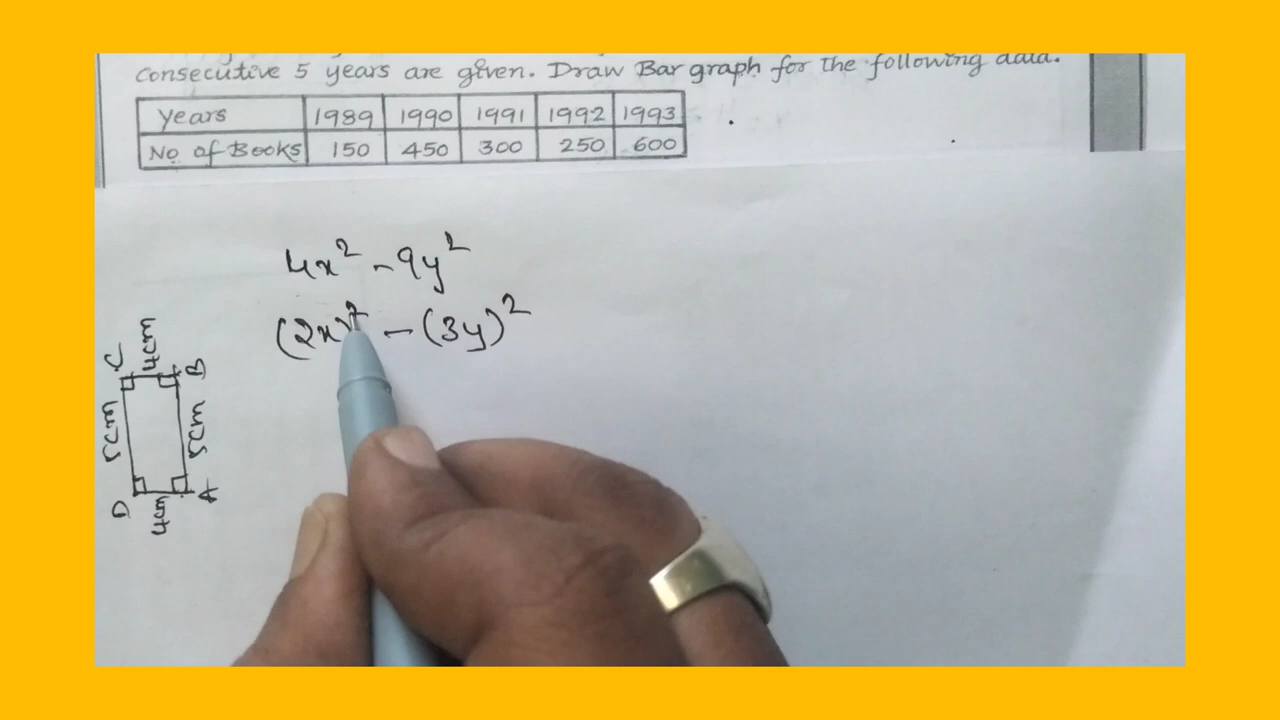 consecutive 5 years are given. Draw Bar graph for the following data.
years 1989 1990 1991 1992 1993
No of Books 150 450 300 250 600
4x² - 9y²
(2x)² - (3y)²
C 4cm B
5cm 5cm
D 4cm A